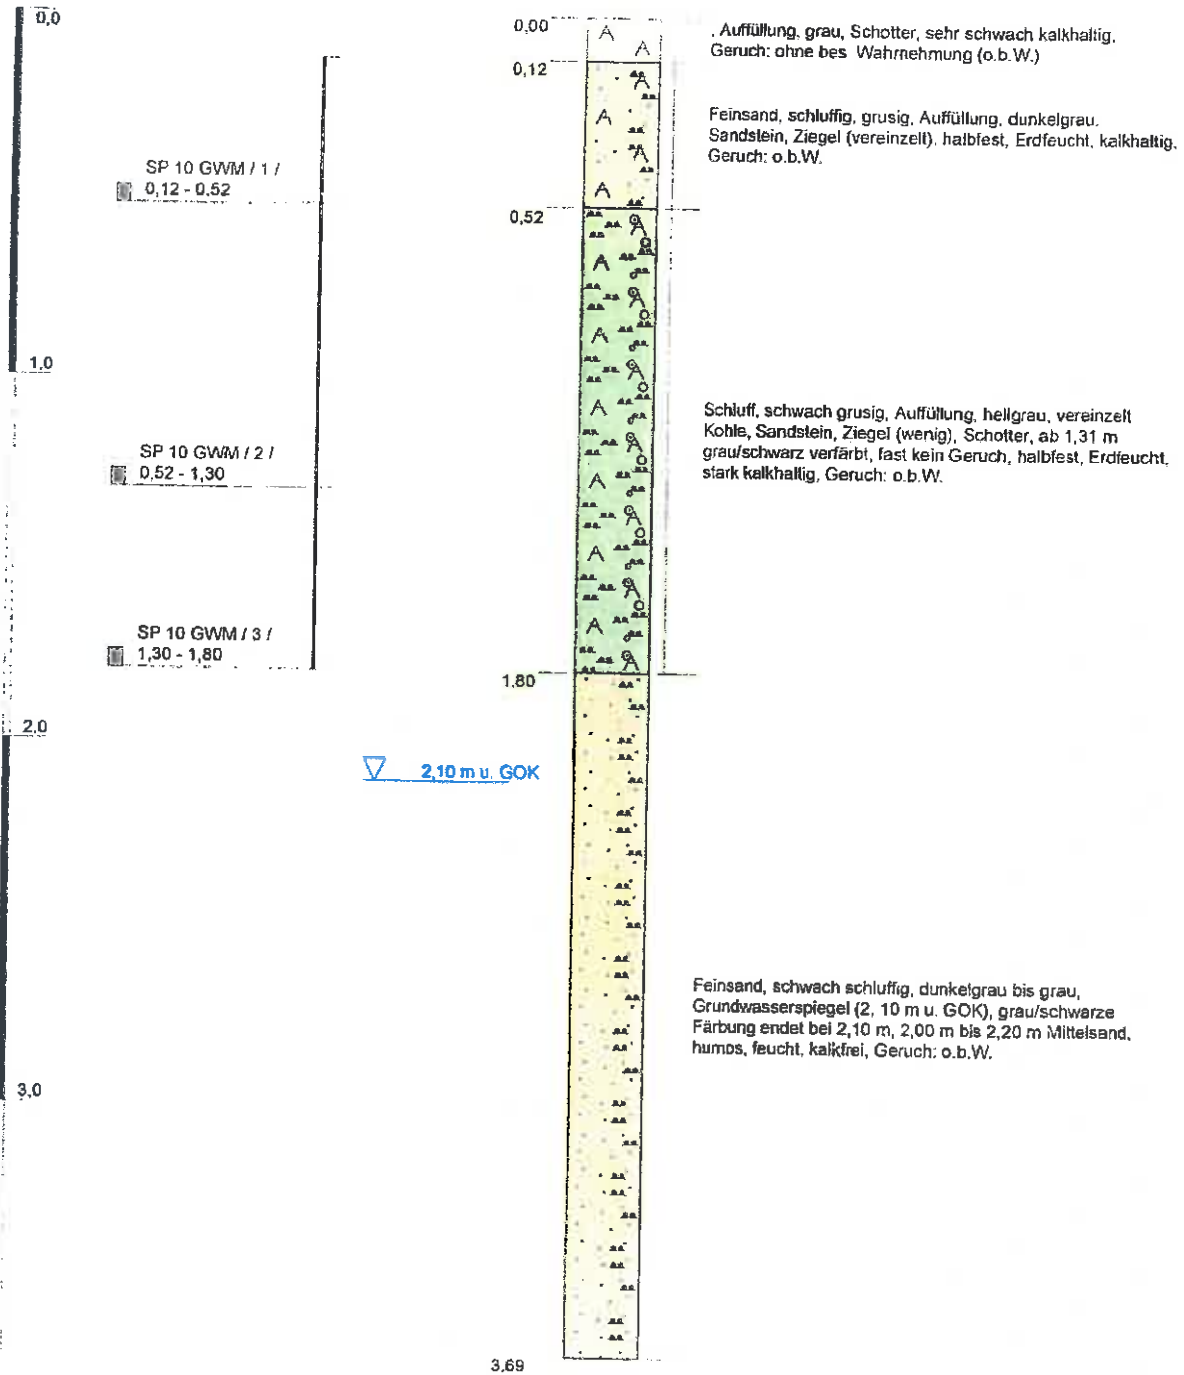 0,0
0,00
. Auffüllung, grau, Schotter, sehr schwach kalkhaltig,
Geruch: ohne bes Wahrnehmung (o.b.W.)
0,12
Feinsand, schluffig, grusig, Auffüllung, dunkelgrau,
Sandstein, Ziegel (vereinzelt), halbfest, Erdfeucht, kalkhaltig,
Geruch: o.b.W.
SP 10 GWM / 1 /
0,12 - 0,52
0,52
1,0
Schluff, schwach grusig, Auffüllung, hellgrau, vereinzelt
Kohle, Sandstein, Ziegel (wenig), Schotter, ab 1,31 m
grau/schwarz verfärbt, fast kein Geruch, halbfest, Erdfeucht,
stark kalkhaltig, Geruch: o.b.W.
SP 10 GWM / 2 /
0,52 - 1,30
SP 10 GWM / 3 /
1,30 - 1,80
1,80
2,0
2,10 m u. GOK
Feinsand, schwach schluffig, dunkelgrau bis grau,
Grundwasserspiegel (2, 10 m u. GOK), grau/schwarze
Färbung endet bei 2,10 m, 2,00 m bis 2,20 m Mittelsand,
humos, feucht, kalkfrei, Geruch: o.b.W.
3,0
3,69